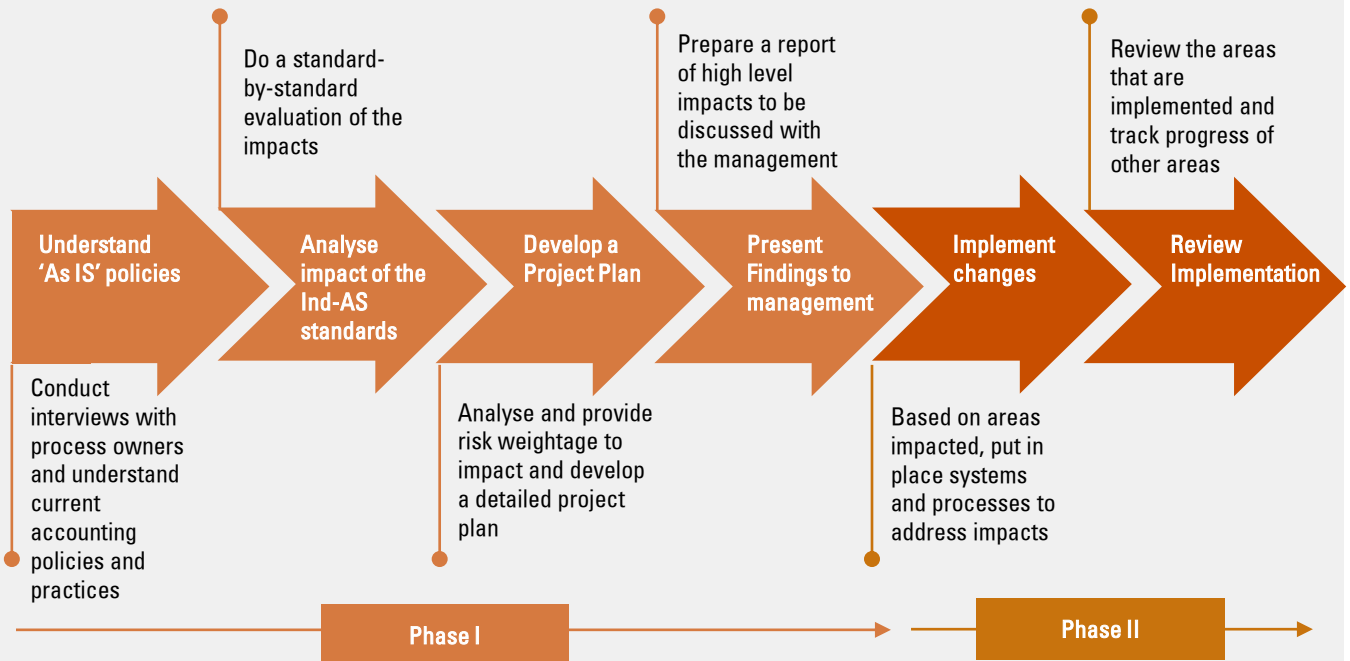 Do a standard-
by-standard
evaluation of the
impacts
Prepare a report
of high level
impacts to be
discussed with
the management
Review the areas
that are
implemented and
track progress of
other areas
Understand
‘As IS’ policies
Analyse
impact of the
Ind-AS
standards
Develop a
Project Plan
Present
Findings to
management
Implement
changes
Review
Implementation
Conduct
interviews with
process owners
and understand
current
accounting
policies and
practices
Analyse and provide
risk weightage to
impact and develop
a detailed project
plan
Based on areas
impacted, put in
place systems
and processes to
address impacts
Phase I
Phase II